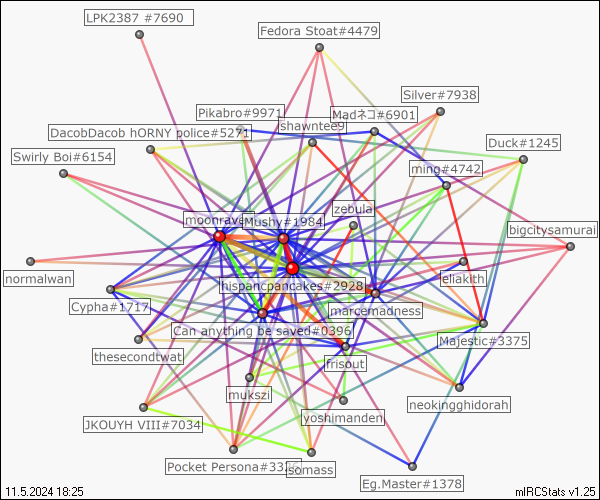 LPK2387 #7690
Fedora Stoat#4479
Silver#7938
Pikabro#9971
Madネコ#6901
shawntee9
DacobDacob hORNY police#5271
Duck#1245
Swirly Boi#6154
ming#4742
zebula
moonraven
Mushy#1984
bigcitysamurai
normalwan
eliakith
hispanicpancakes#2928
Cypha#1717
marcemadness
Can anything be saved#0396
Majestic#3375
thesecondtwat
frisout
mukszi
neokingghidorah
yoshimanden
JKOUYH VIII#7034
Pocket Persona#33
somass
Eg.Master#1378
11.5.2024 18:25
mIRCStats v1.25